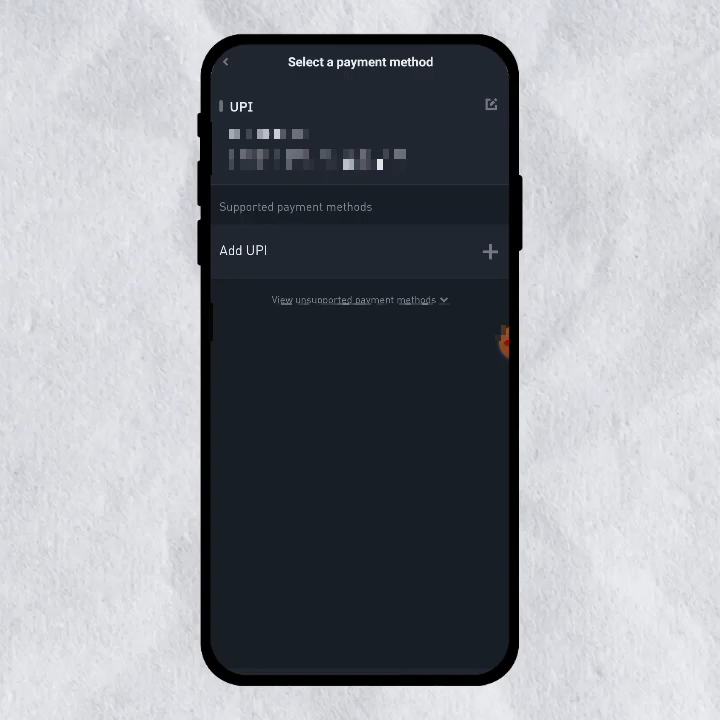 Select a payment method
UPI
Supported payment methods
Add UPI
View unsupported payment methods